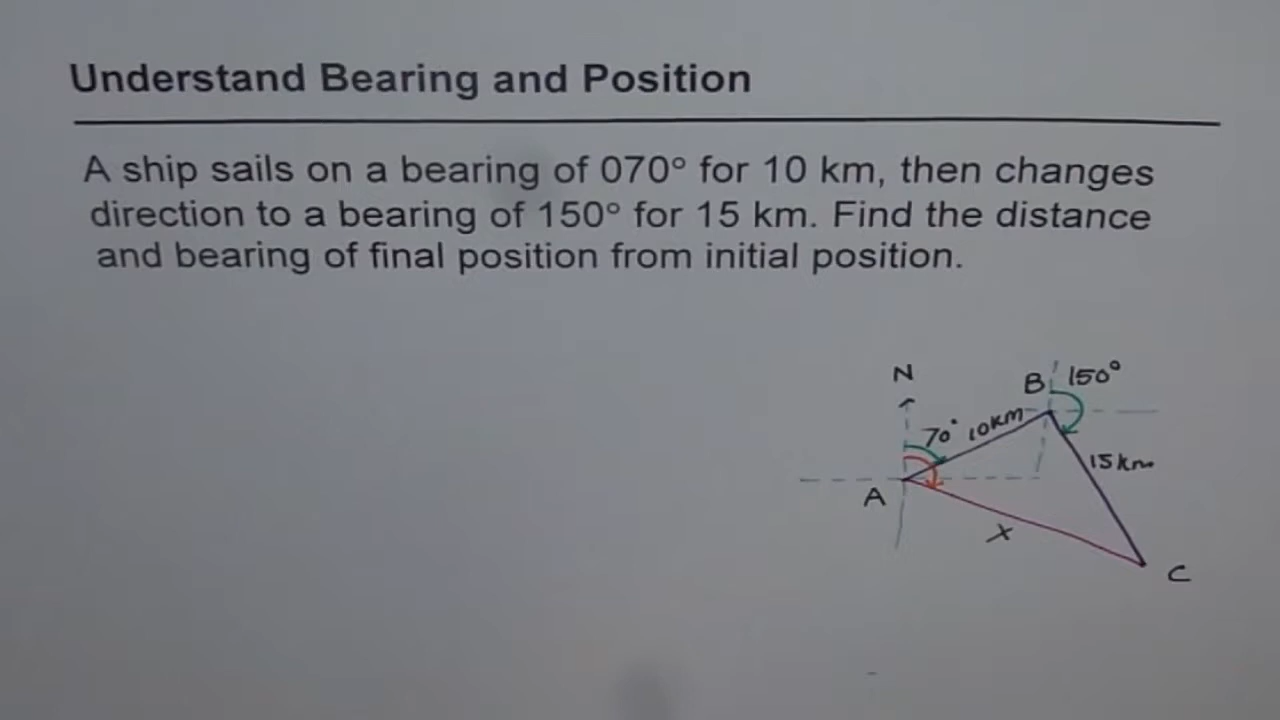 Understand Bearing and Position
A ship sails on a bearing of 070° for 10 km, then changes
direction to a bearing of 150° for 15 km. Find the distance
and bearing of final position from initial position.
N
B 150°
70° 10km
15km
A
x
C